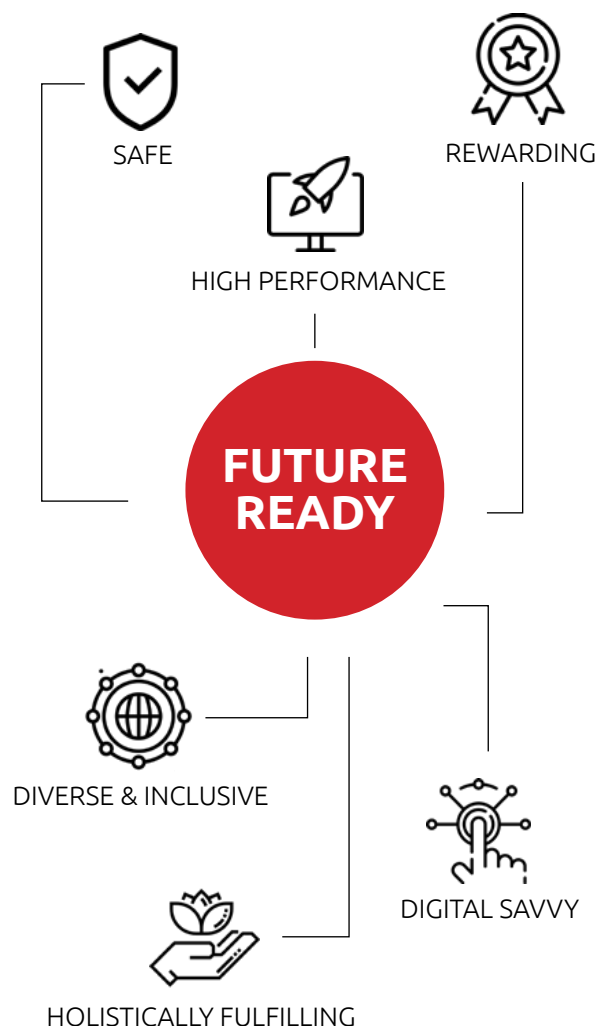 SAFE
REWARDING
HIGH PERFORMANCE
FUTURE
READY
DIVERSE & INCLUSIVE
DIGITAL SAVVY
HOLISTICALLY FULFILLING